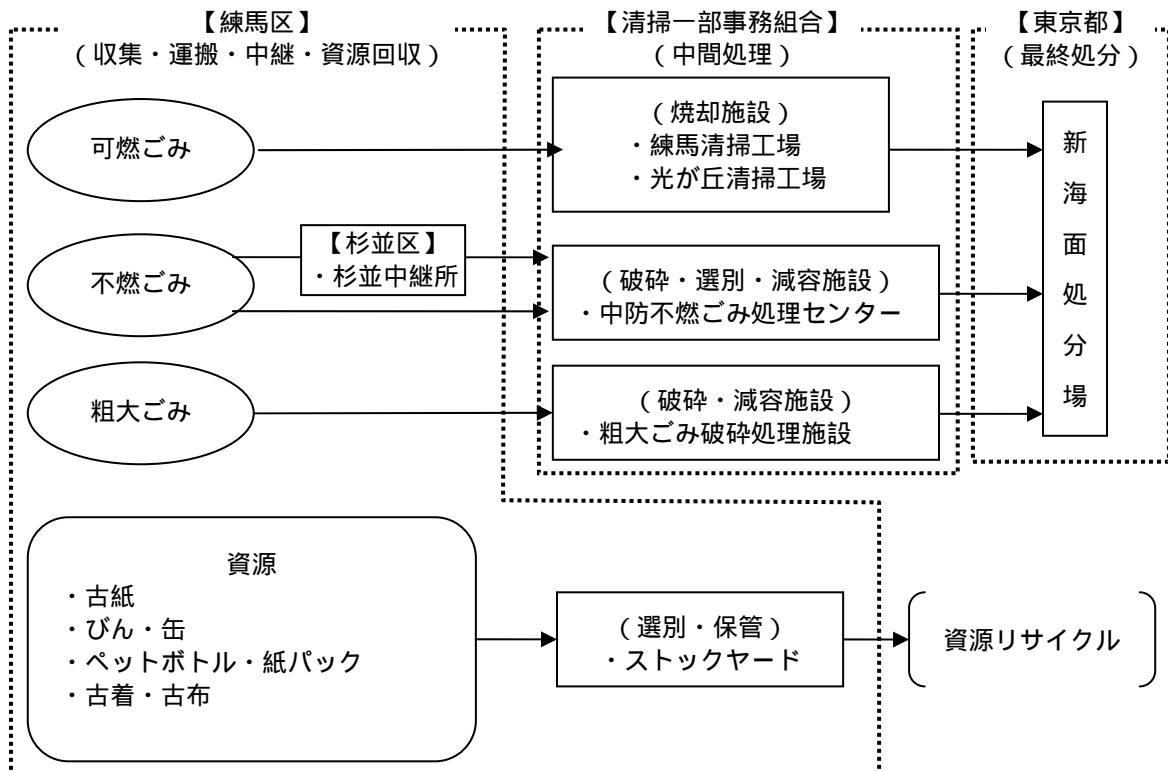 【練馬区】
（収集・運搬・中継・資源回収）
【清掃一部事務組合】
（中間処理）
【東京都】
（最終処分）
可燃ごみ
（焼却施設）
・練馬清掃工場
・光が丘清掃工場
不燃ごみ
【杉並区】
・杉並中継所
（破砕・選別・減容施設）
・中防不燃ごみ処理センター
粗大ごみ
（破砕・減容施設）
・粗大ごみ破砕処理施設
新海面処分場
資源
・古紙
・びん・缶
・ペットボトル・紙パック
・古着・古布
（選別・保管）
・ストックヤード
資源リサイクル